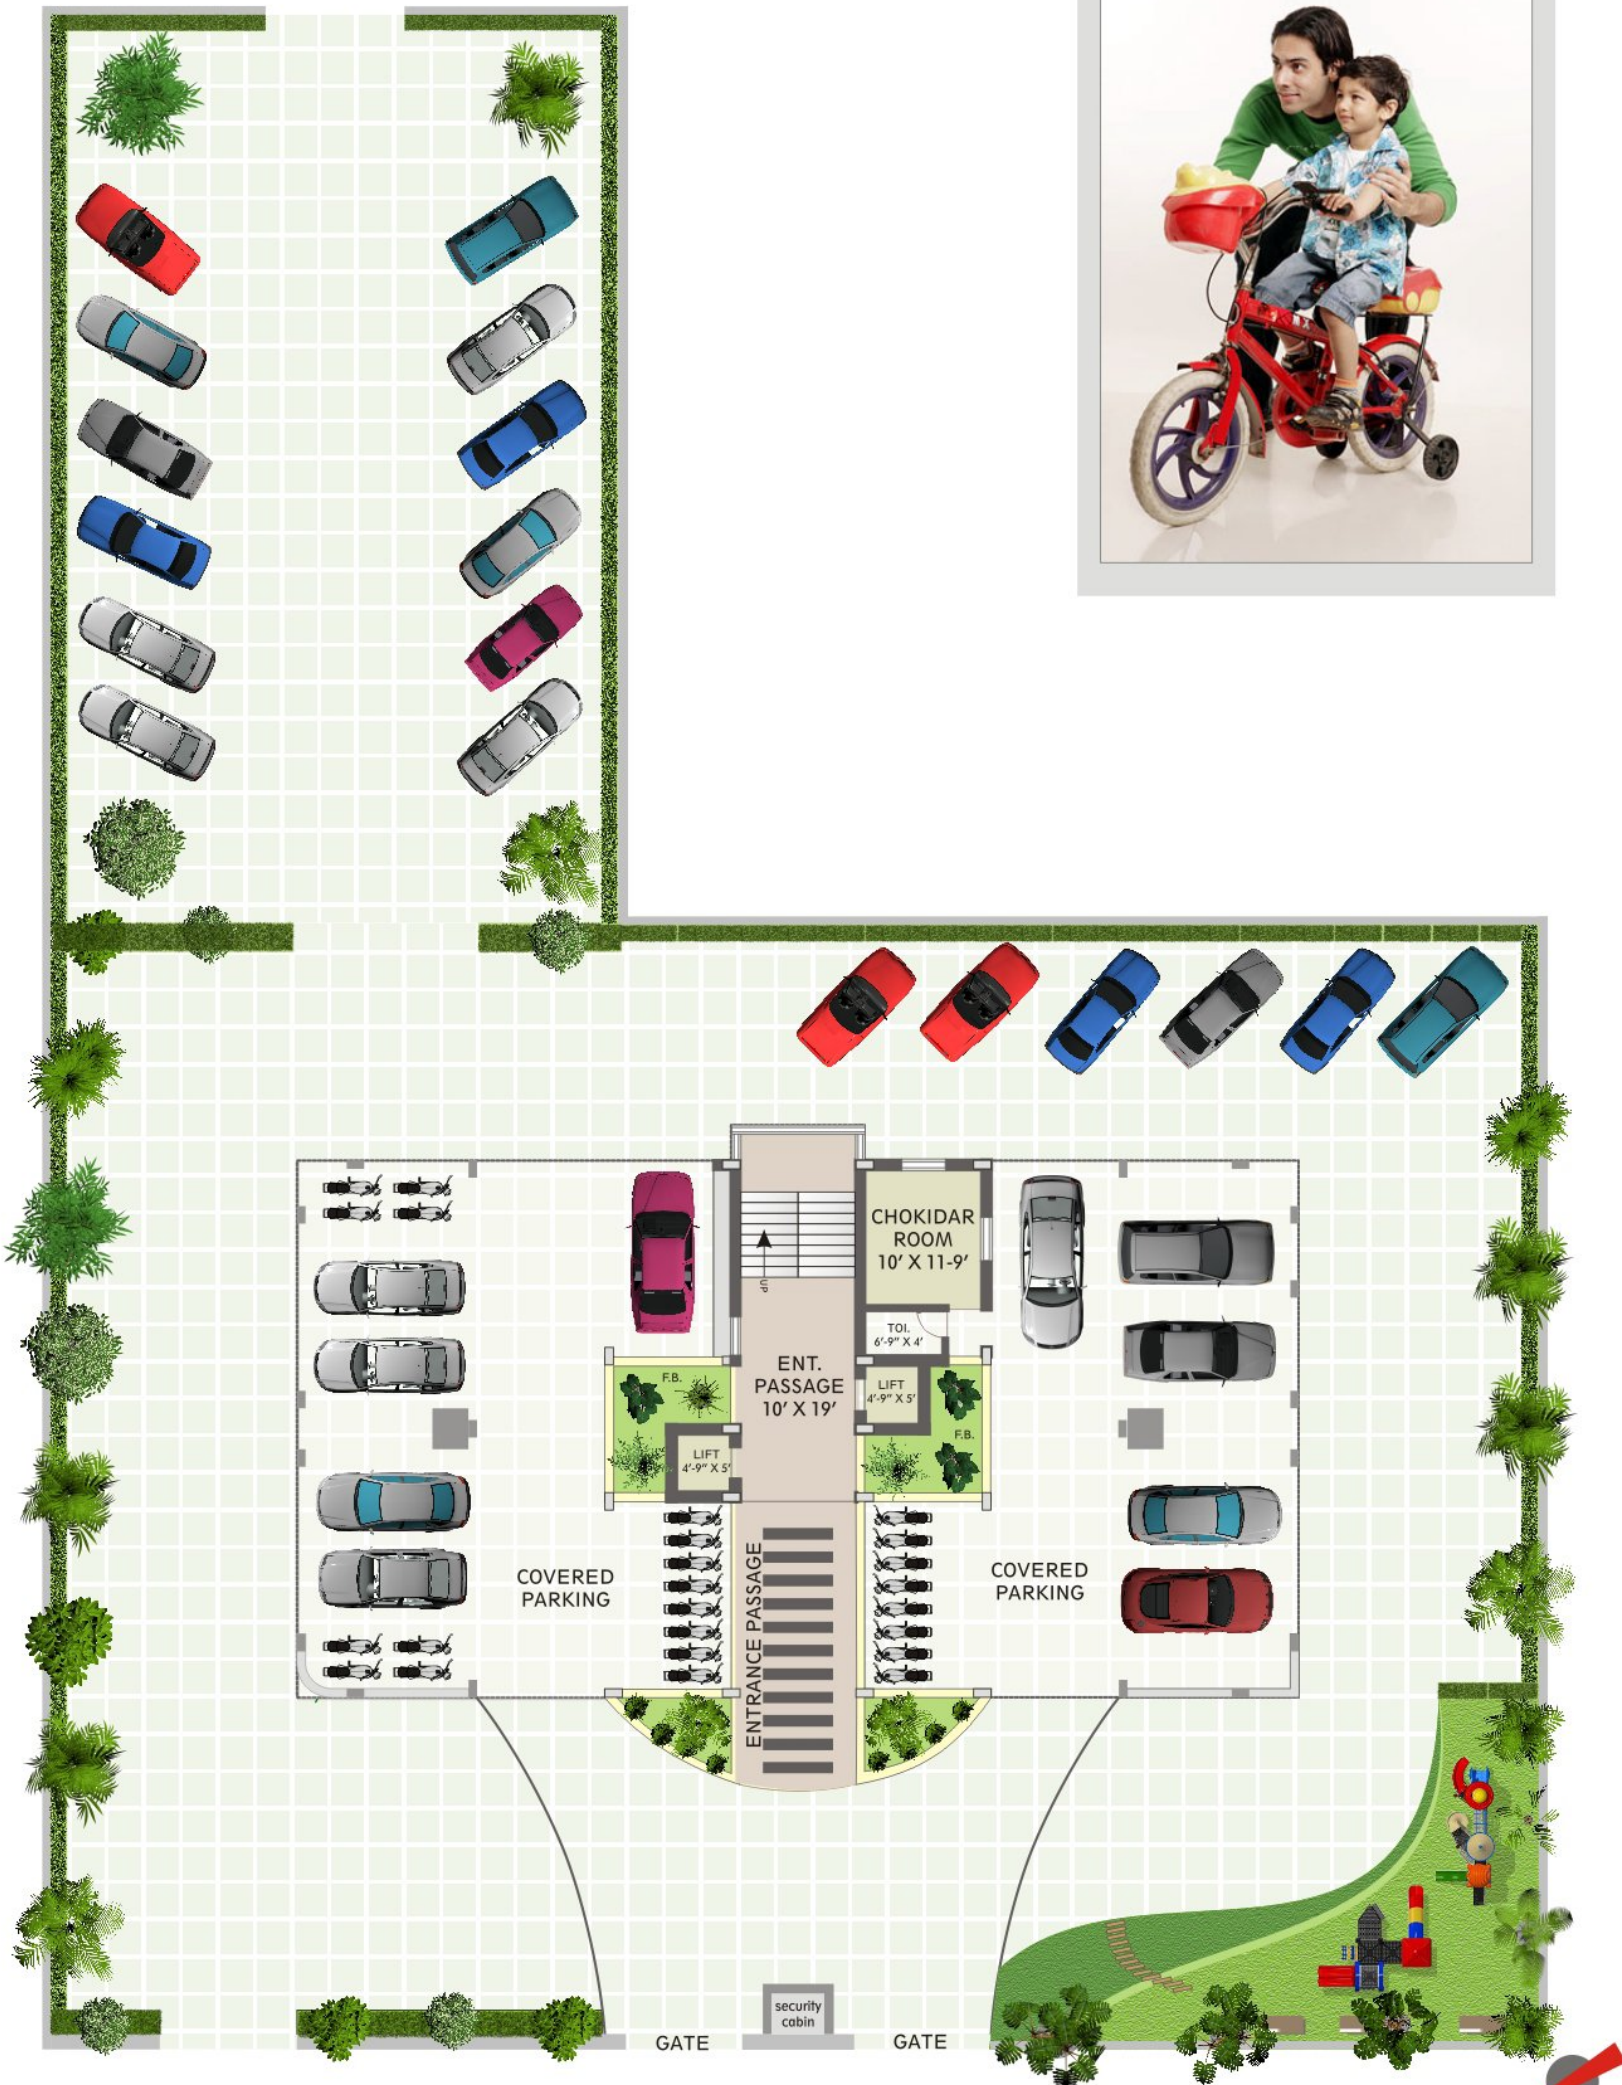 CHOKIDAR
ROOM
10' X 11-9'
UP
TOI.
6'-9" X 4'
ENT.
PASSAGE
10' X 19'
F.B.
LIFT
4'-9" X 5'
F.B.
LIFT
4'-9" X 5'
COVERED
PARKING
ENTRANCE PASSAGE
COVERED
PARKING
security
cabin
GATE
GATE